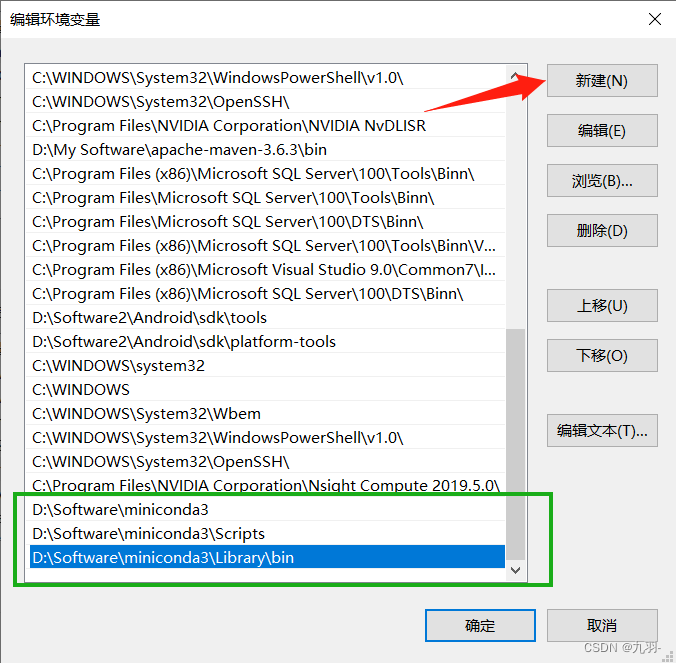 编辑环境变量
C:\WINDOWS\System32\WindowsPowerShell\v1.0\
新建(N)
C:\WINDOWS\System32\OpenSSH\
C:\Program Files\NVIDIA Corporation\NVIDIA NvDLISR
编辑(E)
D:\My Software\apache-maven-3.6.3\bin
C:\Program Files (x86)\Microsoft SQL Server\100\Tools\Binn\
浏览(B)...
C:\Program Files\Microsoft SQL Server\100\Tools\Binn\
C:\Program Files\Microsoft SQL Server\100\DTS\Binn\
删除(D)
C:\Program Files (x86)\Microsoft SQL Server\100\Tools\Binn\V...
C:\Program Files (x86)\Microsoft Visual Studio 9.0\Common7\I...
C:\Program Files (x86)\Microsoft SQL Server\100\DTS\Binn\
上移(U)
D:\Software2\Android\sdk\tools
D:\Software2\Android\sdk\platform-tools
下移(O)
C:\WINDOWS\system32
C:\WINDOWS
C:\WINDOWS\System32\Wbem
编辑文本(T)...
C:\WINDOWS\System32\WindowsPowerShell\v1.0\
C:\WINDOWS\System32\OpenSSH\
C:\Program Files\NVIDIA Corporation\Nsight Compute 2019.5.0\
D:\Software\miniconda3
D:\Software\miniconda3\Scripts
D:\Software\miniconda3\Library\bin
确定
取消
CSDN @九羽-